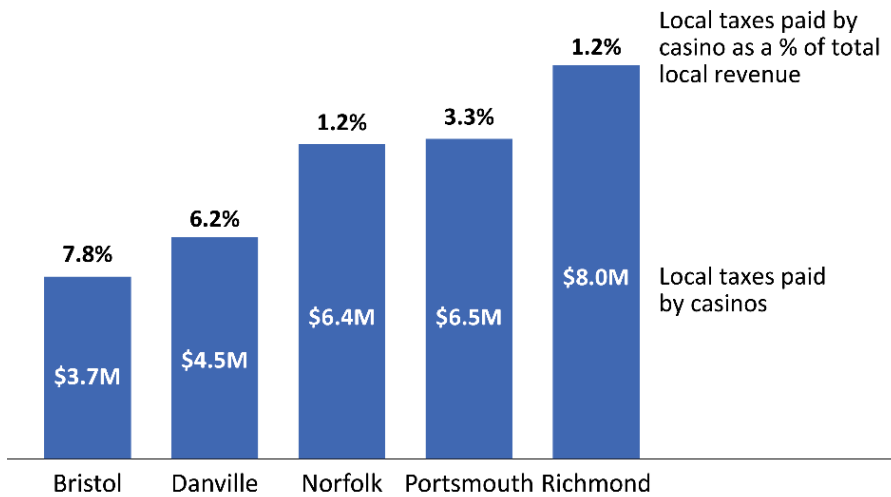 Local taxes paid by
casino as a % of total
local revenue
1.2%
3.3%
1.2%
6.2%
7.8%
$8.0M
Local taxes paid
by casinos
$6.4M
$6.5M
$4.5M
$3.7M
Bristol Danville Norfolk Portsmouth Richmond